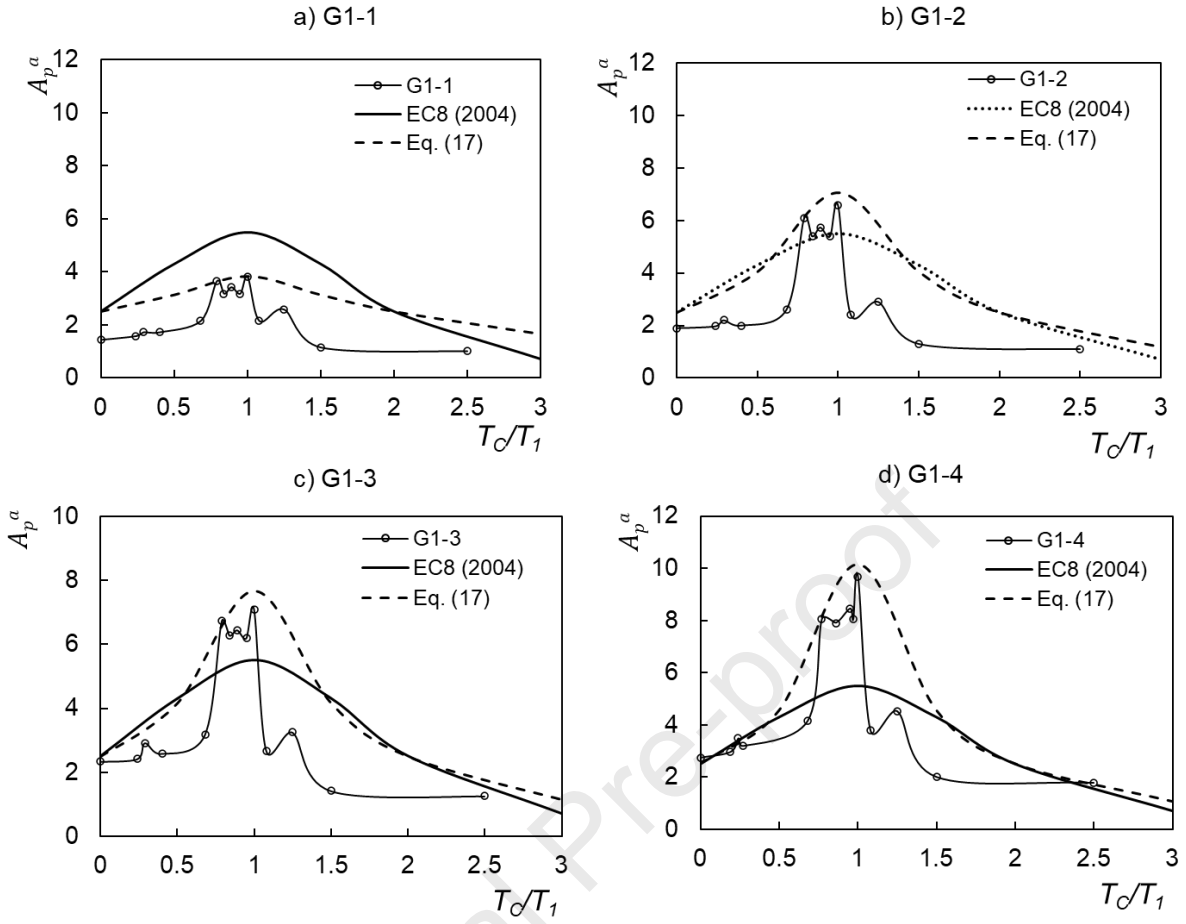 a) G1-1
A_p^a
12
10
8
6
4
2
0
G1-1
EC8 (2004)
Eq. (17)
0 0.5 1 1.5 2 2.5 3
T_C/T_1
b) G1-2
A_p^a
12
10
8
6
4
2
0
G1-2
EC8 (2004)
Eq. (17)
0 0.5 1 1.5 2 2.5 3
T_C/T_1
c) G1-3
A_p^a
10
8
6
4
2
0
G1-3
EC8 (2004)
Eq. (17)
0 0.5 1 1.5 2 2.5 3
T_C/T_1
d) G1-4
A_p^a
12
10
8
6
4
2
0
G1-4
EC8 (2004)
Eq. (17)
0 0.5 1 1.5 2 2.5 3
T_C/T_1
al Pre-proof